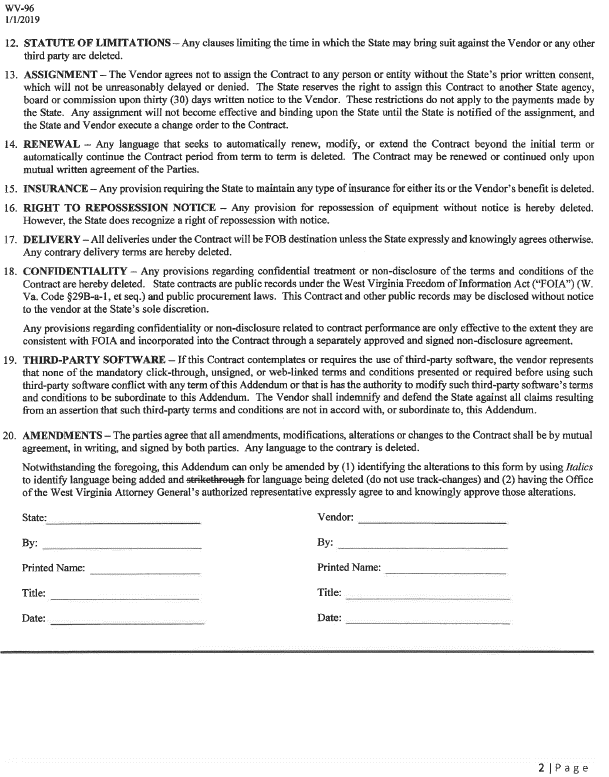 WV-96
1/1/2019
12. STATUTE OF LIMITATIONS – Any clauses limiting the time in which the State may bring suit against the Vendor or any other
third party are deleted.
13. ASSIGNMENT – The Vendor agrees not to assign the Contract to any person or entity without the State's prior written consent,
which will not be unreasonably delayed or denied. The State reserves the right to assign this Contract to another State agency,
board or commission upon thirty (30) days written notice to the Vendor. These restrictions do not apply to the payments made by
the State. Any assignment will not become effective and binding upon the State until the State is notified of the assignment, and
the State and Vendor execute a change order to the Contract.
14. RENEWAL – Any language that seeks to automatically renew, modify, or extend the Contract beyond the initial term or
automatically continue the Contract period from term to term is deleted. The Contract may be renewed or continued only upon
mutual written agreement of the Parties.
15. INSURANCE – Any provision requiring the State to maintain any type of insurance for either its or the Vendor's benefit is deleted.
16. RIGHT TO REPOSSESSION NOTICE – Any provision for repossession of equipment without notice is hereby deleted.
However, the State does recognize a right of repossession with notice.
17. DELIVERY – All deliveries under the Contract will be FOB destination unless the State expressly and knowingly agrees otherwise.
Any contrary delivery terms are hereby deleted.
18. CONFIDENTIALITY – Any provisions regarding confidential treatment or non-disclosure of the terms and conditions of the
Contract are hereby deleted. State contracts are public records under the West Virginia Freedom of Information Act ("FOIA") (W.
Va. Code §29B-a-1, et seq.) and public procurement laws. This Contract and other public records may be disclosed without notice
to the vendor at the State's sole discretion.
Any provisions regarding confidentiality or non-disclosure related to contract performance are only effective to the extent they are
consistent with FOIA and incorporated into the Contract through a separately approved and signed non-disclosure agreement.
19. THIRD-PARTY SOFTWARE – If this Contract contemplates or requires the use of third-party software, the vendor represents
that none of the mandatory click-through, unsigned, or web-linked terms and conditions presented or required before using such
third-party software conflict with any term of this Addendum or that is has the authority to modify such third-party software's terms
and conditions to be subordinate to this Addendum. The Vendor shall indemnify and defend the State against all claims resulting
from an assertion that such third-party terms and conditions are not in accord with, or subordinate to, this Addendum.
20. AMENDMENTS – The parties agree that all amendments, modifications, alterations or changes to the Contract shall be by mutual
agreement, in writing, and signed by both parties. Any language to the contrary is deleted.
Notwithstanding the foregoing, this Addendum can only be amended by (1) identifying the alterations to this form by using Italics
to identify language being added and strikethrough for language being deleted (do not use track-changes) and (2) having the Office
of the West Virginia Attorney General's authorized representative expressly agree to and knowingly approve those alterations.
State: Vendor:
By: By:
Printed Name: Printed Name:
Title: Title:
Date: Date:
2 | Page